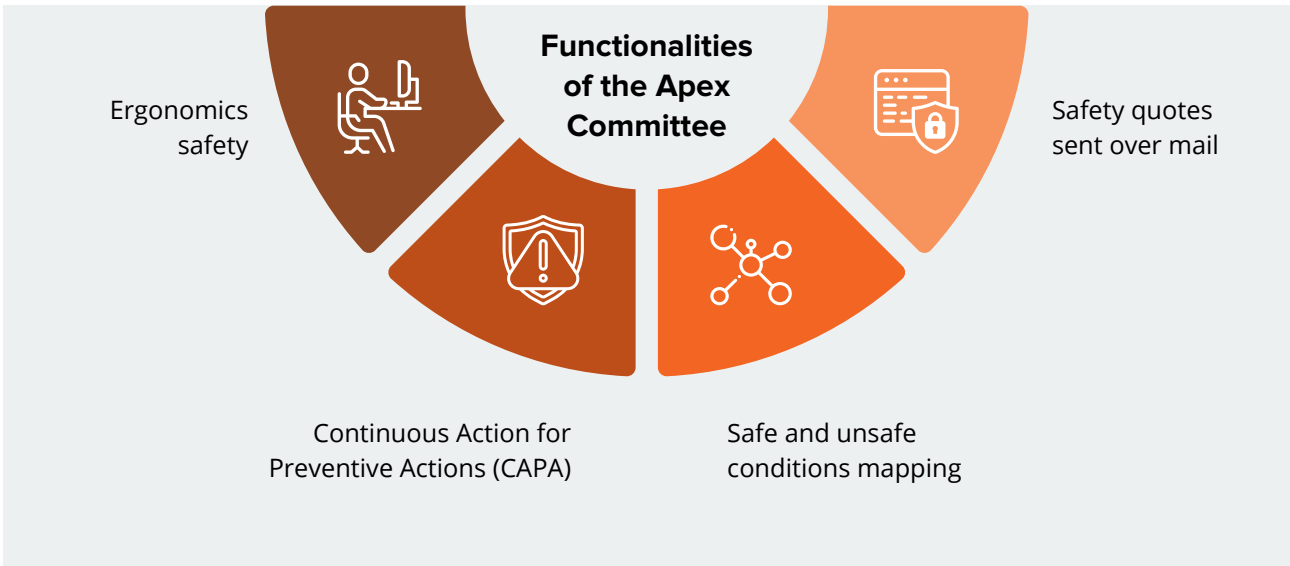 Functionalities
of the Apex
Committee
Ergonomics
safety
Continuous Action for
Preventive Actions (CAPA)
Safe and unsafe
conditions mapping
Safety quotes
sent over mail